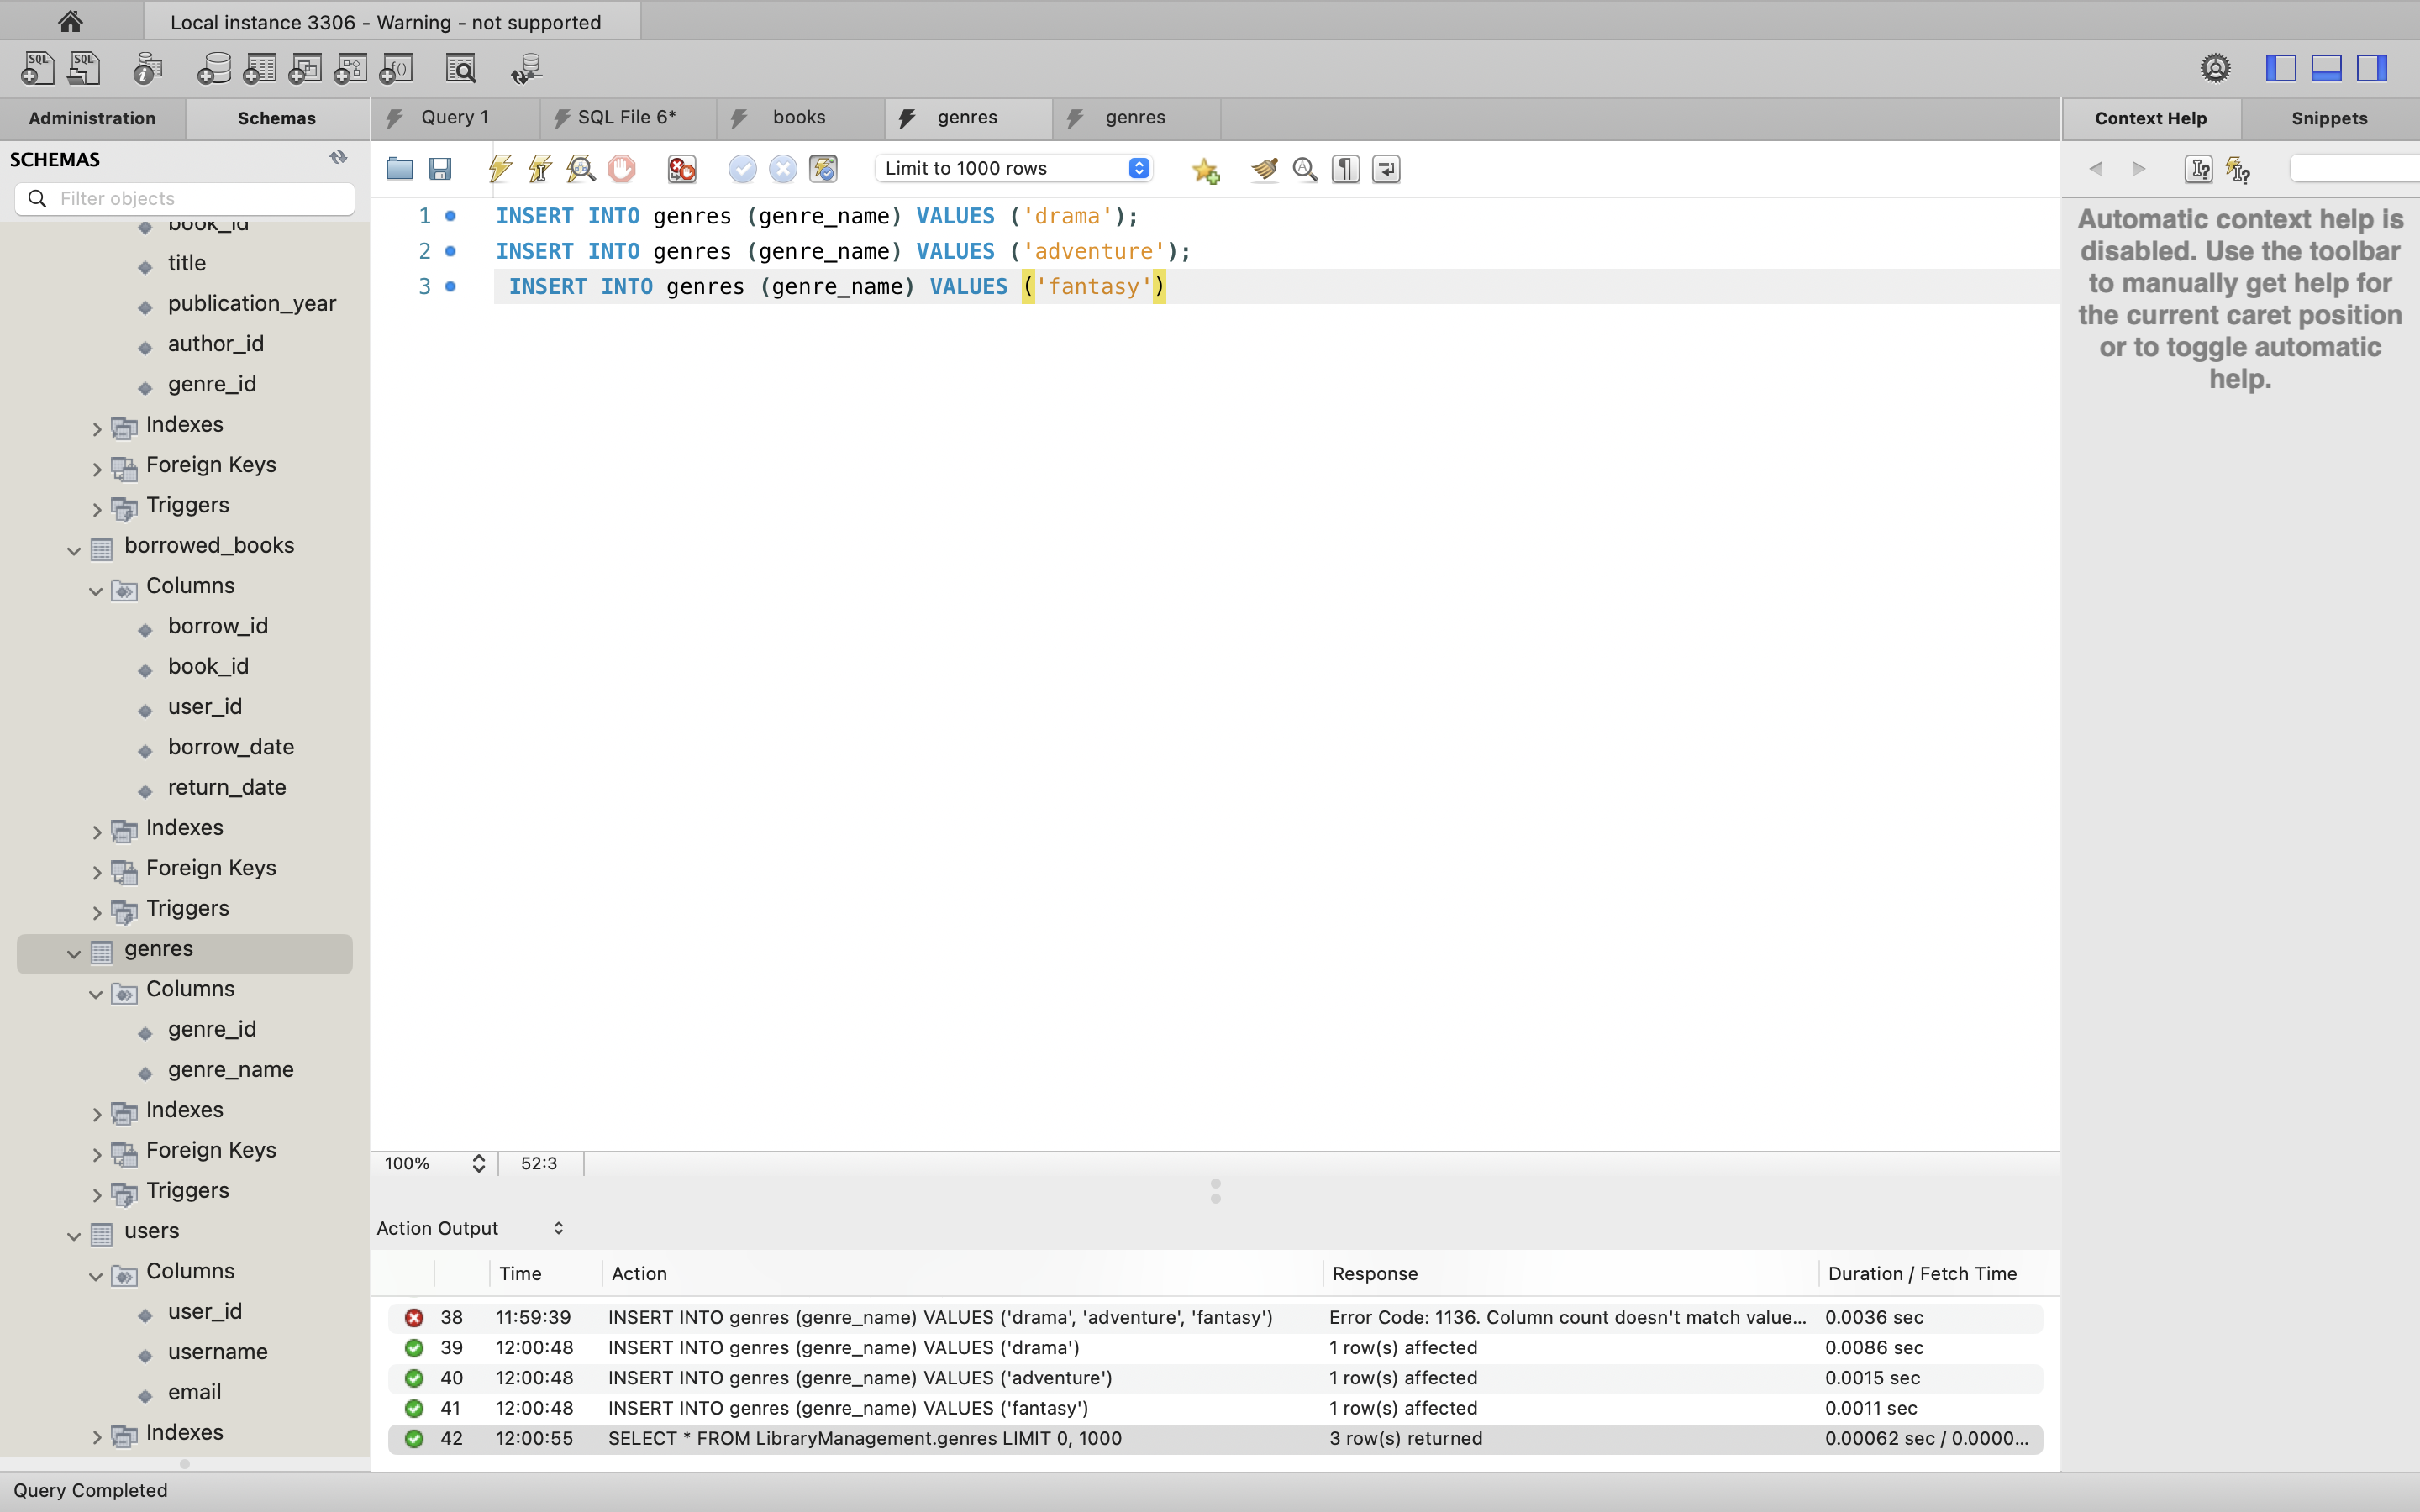 Local instance 3306 - Warning - not supported
SQL SQL
Administration Schemas Query 1 SQL File 6* books genres genres Context Help Snippets
SCHEMAS
Filter objects
Limit to 1000 rows
book_id
title
publication_year
author_id
genre_id
Indexes
Foreign Keys
Triggers
borrowed_books
Columns
borrow_id
book_id
user_id
borrow_date
return_date
Indexes
Foreign Keys
Triggers
genres
Columns
genre_id
genre_name
Indexes
Foreign Keys
Triggers
users
Columns
user_id
username
email
Indexes
1 INSERT INTO genres (genre_name) VALUES ('drama');
2 INSERT INTO genres (genre_name) VALUES ('adventure');
3 INSERT INTO genres (genre_name) VALUES ('fantasy')
Automatic context help is
disabled. Use the toolbar
to manually get help for
the current caret position
or to toggle automatic
help.
100% 52:3
Action Output
Time Action Response Duration / Fetch Time
38 11:59:39 INSERT INTO genres (genre_name) VALUES ('drama', 'adventure', 'fantasy') Error Code: 1136. Column count doesn't match value... 0.0036 sec
39 12:00:48 INSERT INTO genres (genre_name) VALUES ('drama') 1 row(s) affected 0.0086 sec
40 12:00:48 INSERT INTO genres (genre_name) VALUES ('adventure') 1 row(s) affected 0.0015 sec
41 12:00:48 INSERT INTO genres (genre_name) VALUES ('fantasy') 1 row(s) affected 0.0011 sec
42 12:00:55 SELECT * FROM LibraryManagement.genres LIMIT 0, 1000 3 row(s) returned 0.00062 sec / 0.0000...
Query Completed